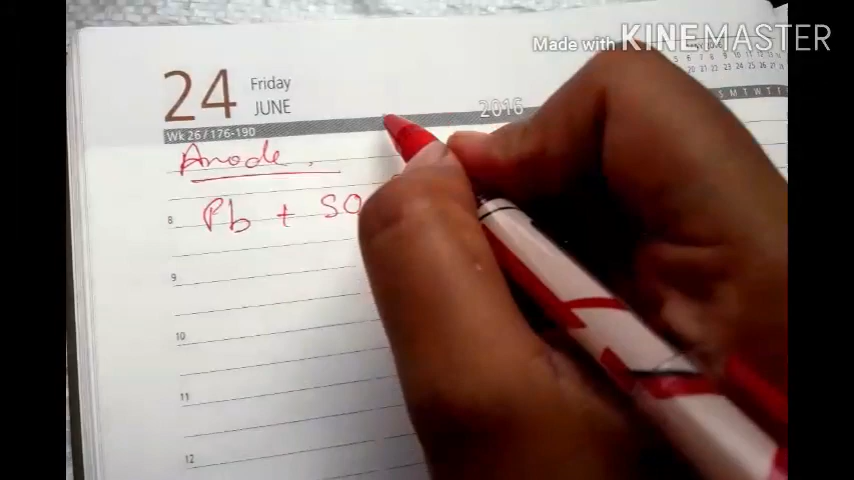 Made with KINEMASTER
24 Friday
JUNE
2016
Wk 26 / 176-190
Anode.
8 Pb + SO
9
10
11
12